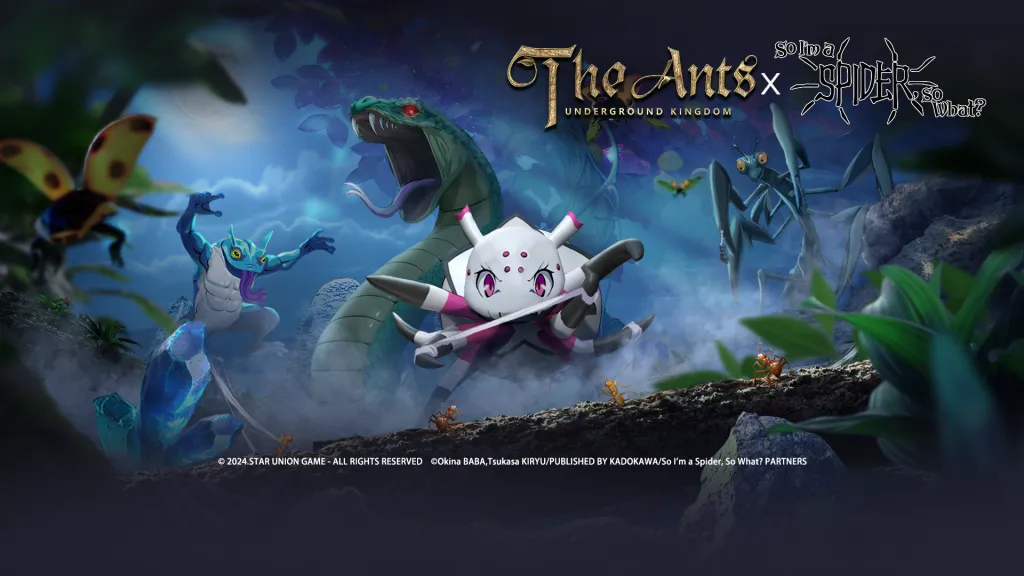 The Ants
UNDERGROUND KINGDOM
X
So I'm a
SPIDER,
so
What?
© 2024.STAR UNION GAME - ALL RIGHTS RESERVED ©Okina BABA,Tsukasa KIRYU/PUBLISHED BY KADOKAWA/So I'm a Spider, So What? PARTNERS